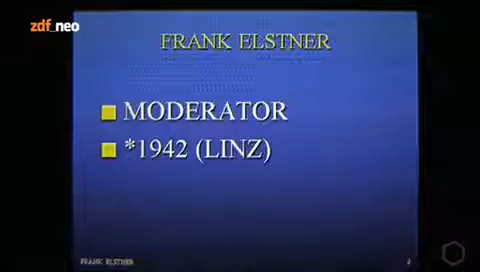 zdf_neo
FRANK ELSTNER
MODERATOR
*1942 (LINZ)
FRANK ELSTNER